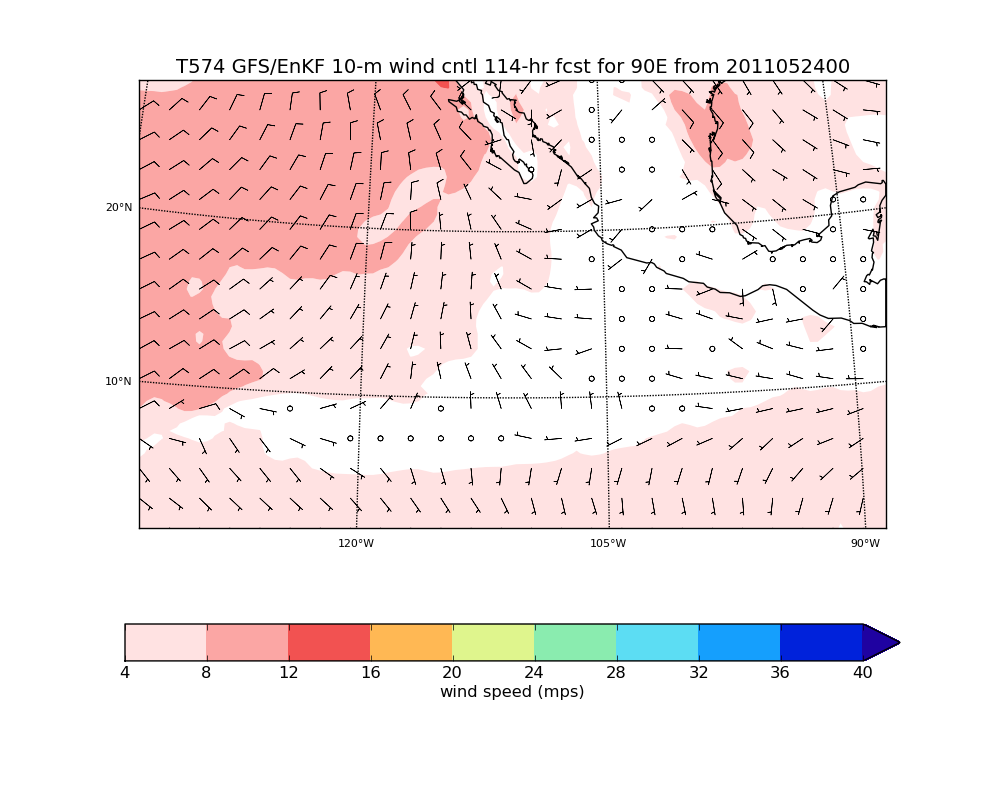 T574 GFS/EnKF 10-m wind cntl 114-hr fcst for 90E from 2011052400
20°N
10°N
120°W 105°W 90°W
4 8 12 16 20 24 28 32 36 40
wind speed (mps)